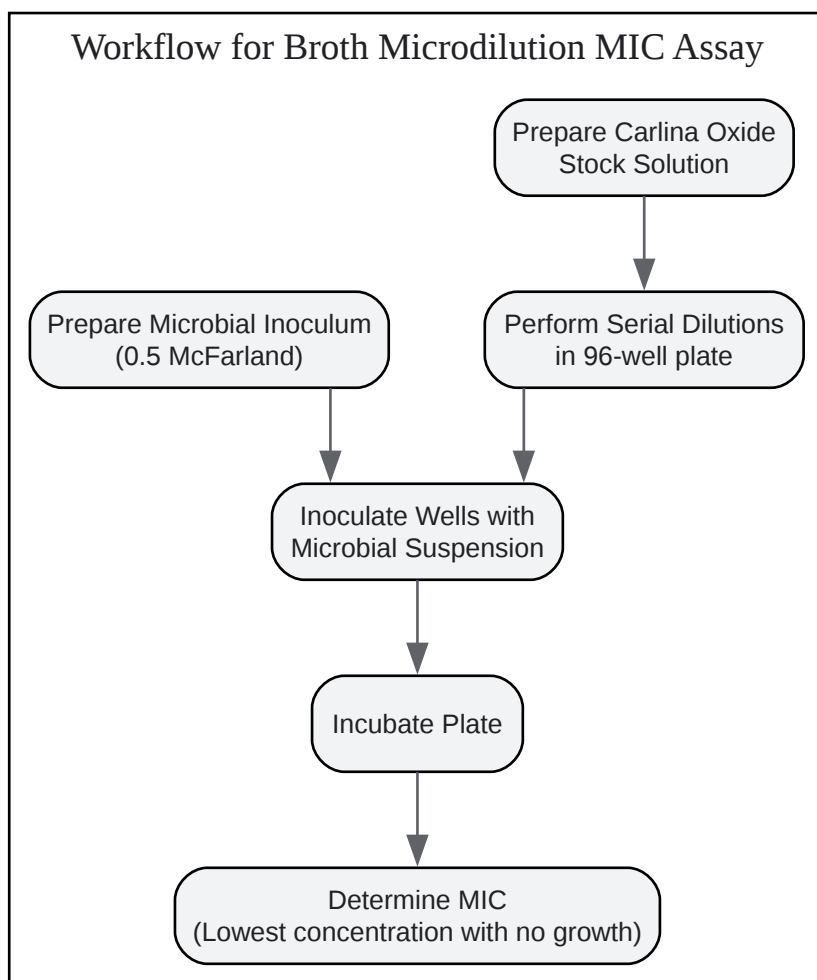 Workflow for Broth Microdilution MIC Assay
Prepare Carlina Oxide
Stock Solution
Prepare Microbial Inoculum
(0.5 McFarland)
Perform Serial Dilutions
in 96-well plate
Inoculate Wells with
Microbial Suspension
Incubate Plate
Determine MIC
(Lowest concentration with no growth)